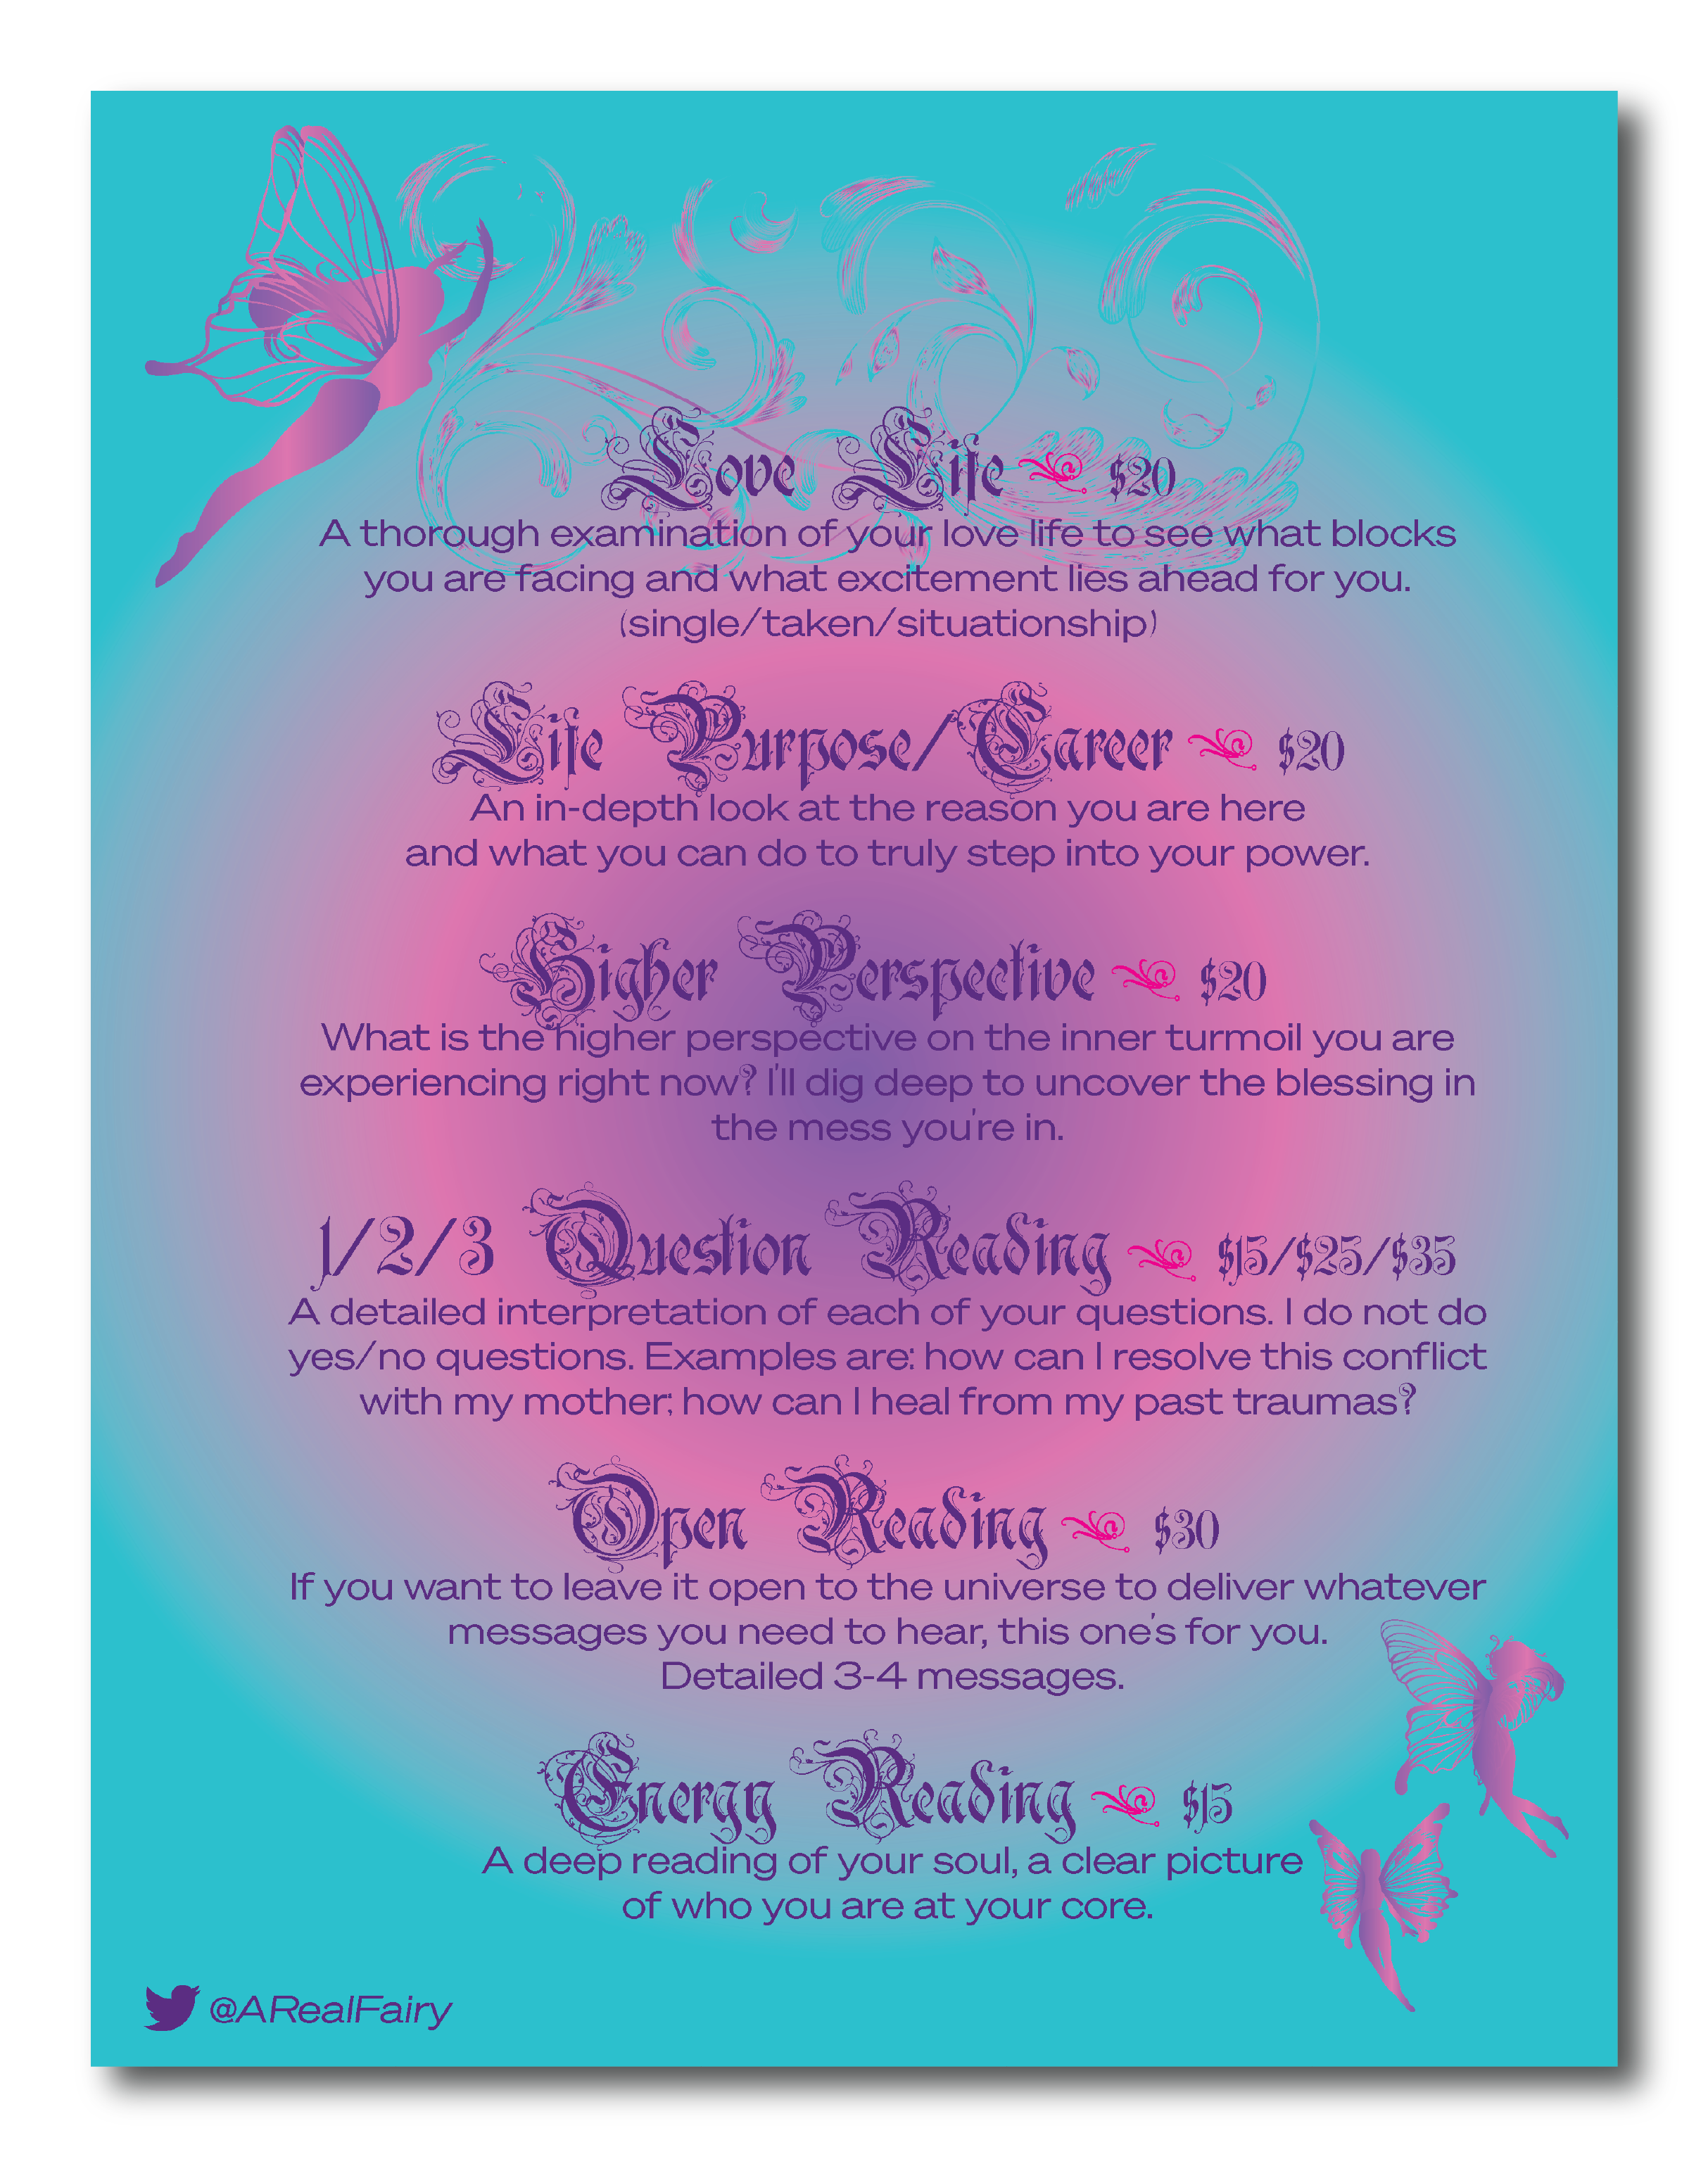 Love Life $20
A thorough examination of your love life to see what blocks
you are facing and what excitement lies ahead for you.
(single/taken/situationship)
Life Purpose/Career $20
An in-depth look at the reason you are here
and what you can do to truly step into your power.
Higher Perspective $20
What is the higher perspective on the inner turmoil you are
experiencing right now? I'll dig deep to uncover the blessing in
the mess you're in.
1/2/3 Question Reading $15/$25/$35
A detailed interpretation of each of your questions. I do not do
yes/no questions. Examples are: how can I resolve this conflict
with my mother; how can I heal from my past traumas?
Open Reading $30
If you want to leave it open to the universe to deliver whatever
messages you need to hear, this one's for you.
Detailed 3-4 messages.
Energy Reading $15
A deep reading of your soul, a clear picture
of who you are at your core.
@ARealFairy